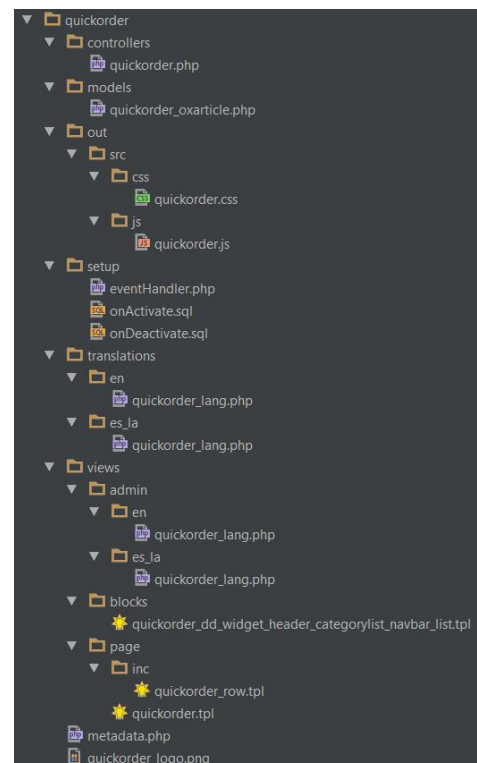 quickorder
controllers
quickorder.php
models
quickorder_oxarticle.php
out
src
css
quickorder.css
js
quickorder.js
setup
eventHandler.php
onActivate.sql
onDeactivate.sql
translations
en
quickorder_lang.php
es_la
quickorder_lang.php
views
admin
en
quickorder_lang.php
es_la
quickorder_lang.php
blocks
quickorder_dd_widget_header_categorylist_navbar_list.tpl
page
inc
quickorder_row.tpl
quickorder.tpl
metadata.php
quickorder_logo.png